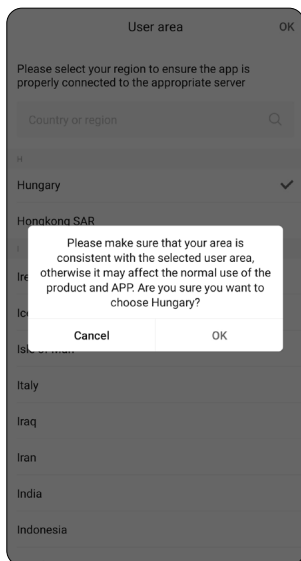 User area
OK
Please select your region to ensure the app is
properly connected to the appropriate server
Country or region
H
Hungary
Hongkong SAR
I
Please make sure that your area is
consistent with the selected user area,
otherwise it may affect the normal use of the
product and APP. Are you sure you want to
choose Hungary?
Cancel
OK
Italy
Iraq
Iran
India
Indonesia